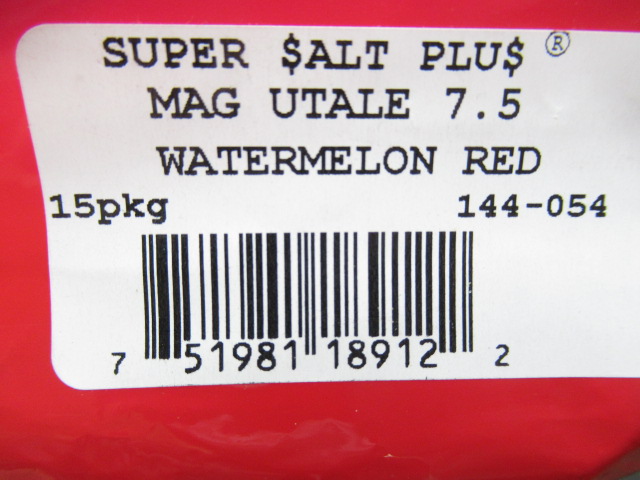 SUPER $ALT PLU$ ®
MAG UTALE 7.5
WATERMELON RED
15pkg 144-054
7 51981 18912 2